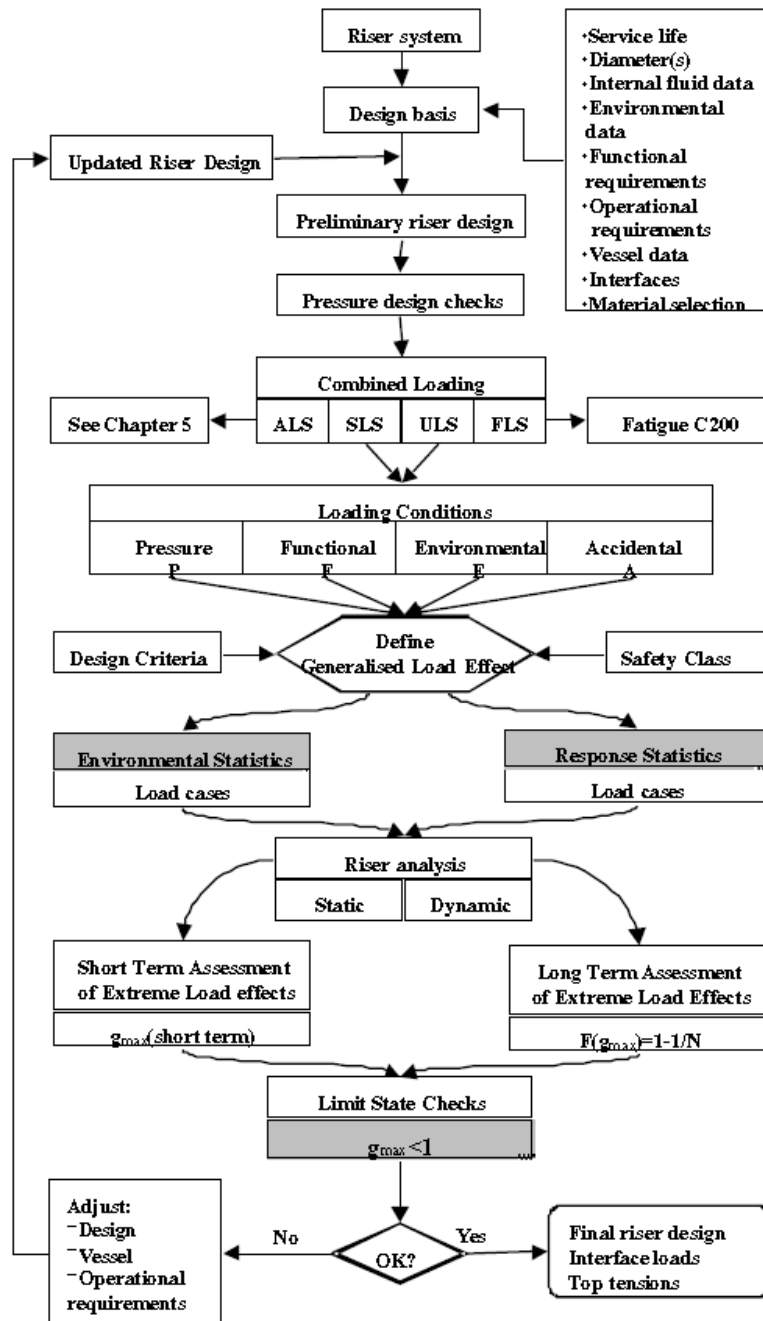 Riser system
·Service life
·Diameter(s)
·Internal fluid data
·Environmental
data
·Functional
requirements
·Operational
requirements
·Vessel data
·Interfaces
·Material selection
Design basis
Updated Riser Design
Preliminary riser design
Pressure design checks
Combined Loading
See Chapter 5
ALS
SLS
ULS
FLS
Fatigue C200
Loading Conditions
Pressure
P
Functional
F
Environmental
E
Accidental
A
Design Criteria
Define
Generalised Load Effect
Safety Class
Environmental Statistics
Load cases
Response Statistics
Load cases
Riser analysis
Static
Dynamic
Short Term Assessment
of Extreme Load effects
gmax(short term)
Long Term Assessment
of Extreme Load Effects
F(gmax)=1-1/N
Limit State Checks
gmax <1
Adjust:
⁻Design
⁻Vessel
⁻Operational
requirements
No
OK?
Yes
Final riser design
Interface loads
Top tensions